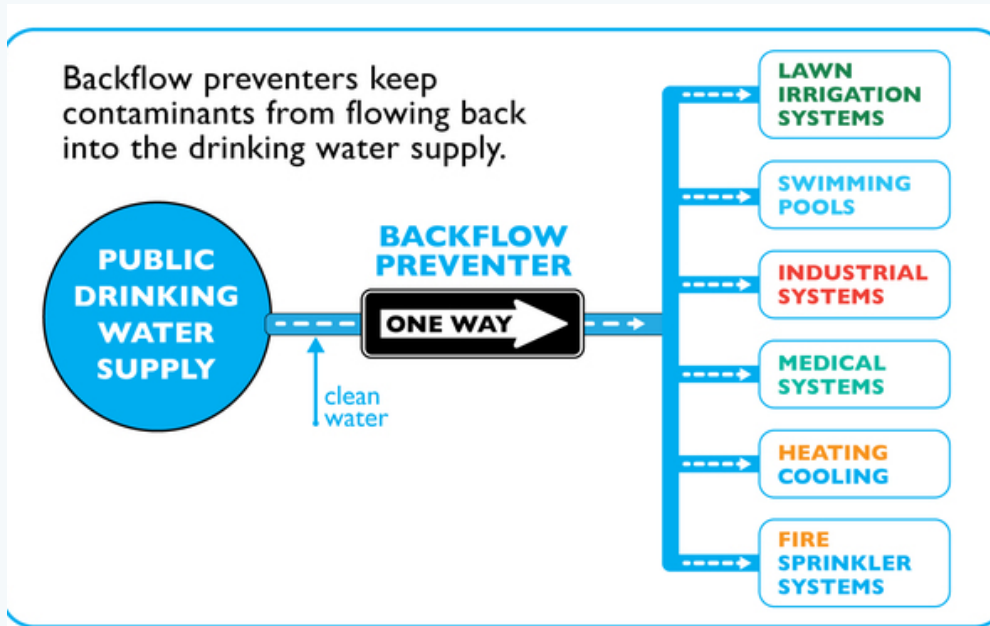 Backflow preventers keep
contaminants from flowing back
into the drinking water supply.
PUBLIC
DRINKING
WATER
SUPPLY
clean
water
BACKFLOW
PREVENTER
ONE WAY
LAWN
IRRIGATION
SYSTEMS
SWIMMING
POOLS
INDUSTRIAL
SYSTEMS
MEDICAL
SYSTEMS
HEATING
COOLING
FIRE
SPRINKLER
SYSTEMS